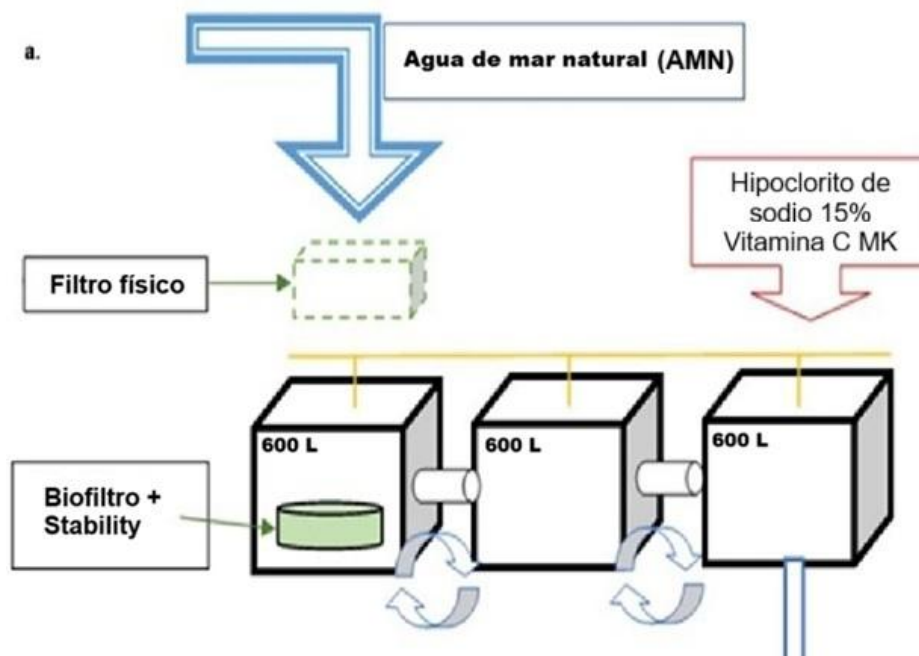 a.
Agua de mar natural (AMN)
Hipoclorito de
sodio 15%
Vitamina C MK
Filtro físico
600 L
600 L
600 L
Biofiltro +
Stability